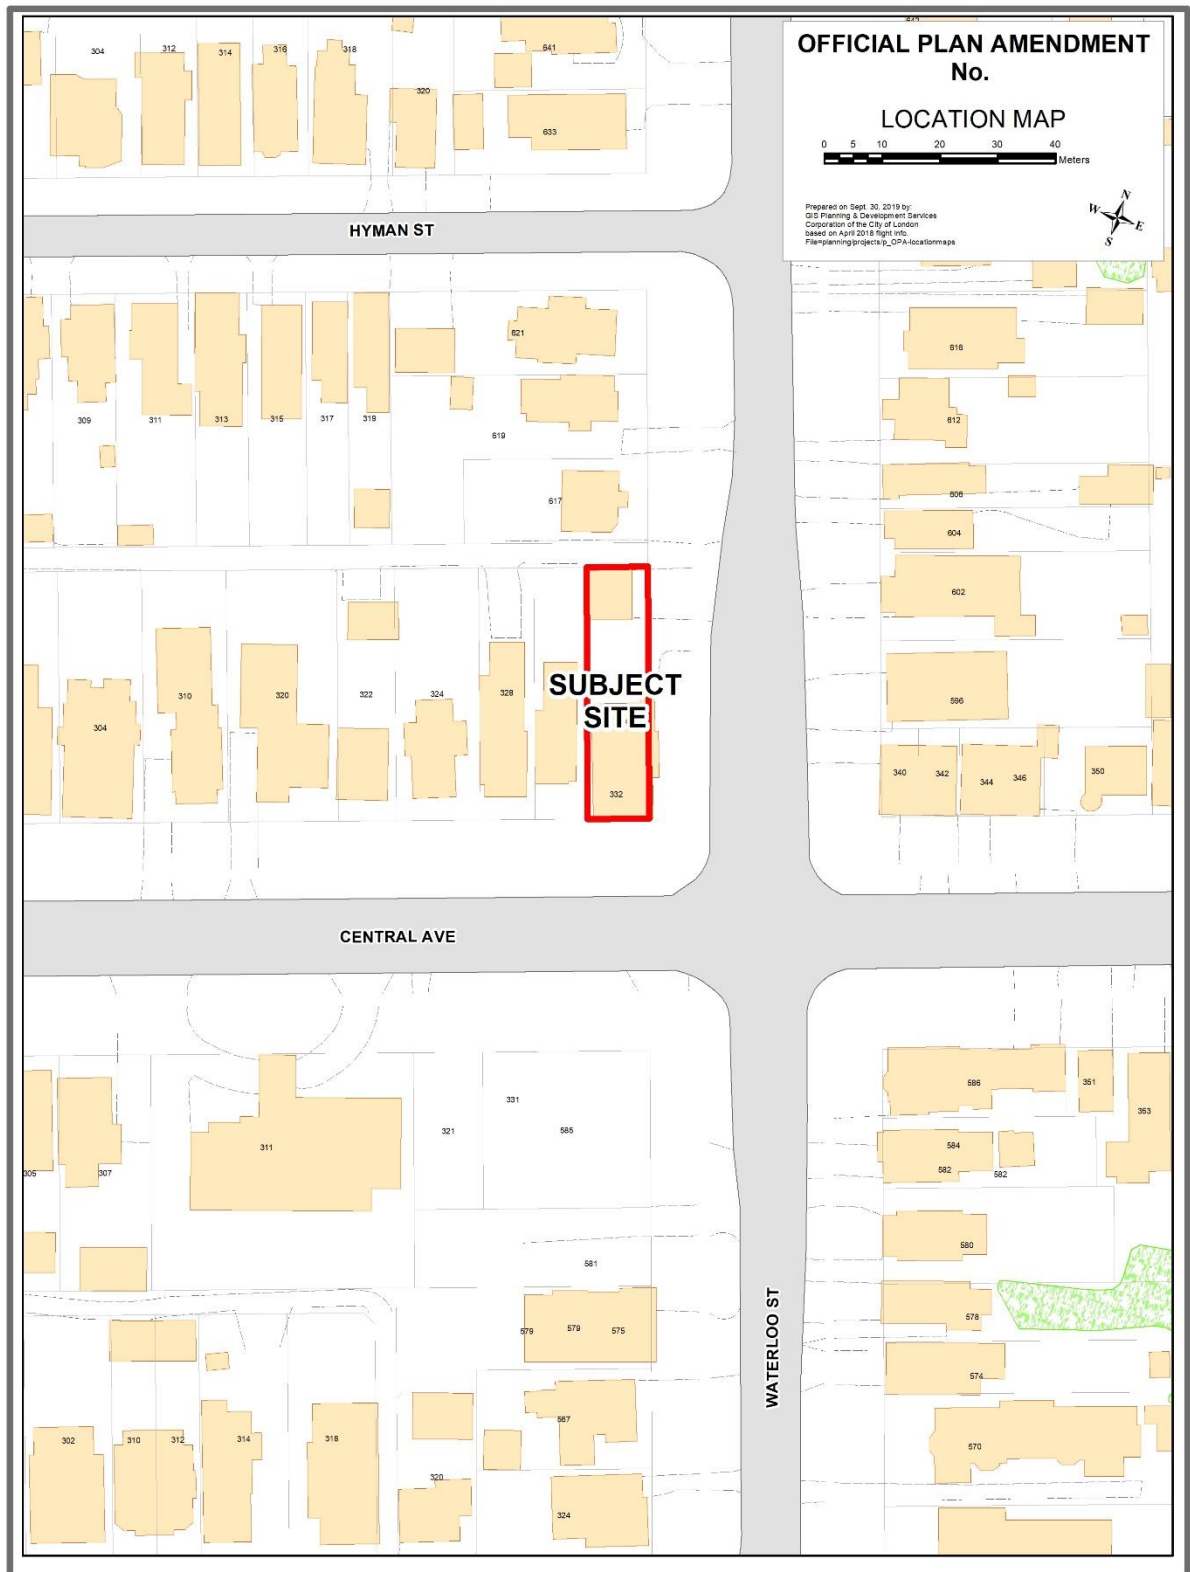 OFFICIAL PLAN AMENDMENT
No.
LOCATION MAP
0 5 10 20 30 40
Meters
Prepared on Sept. 30, 2019 by:
GIS Planning & Development Services
Corporation of the City of London
based on April 2018 flight info.
File=planning/projects/p_OPA-locationmaps
N
W E
S
304 312 314 316 318 320 641
633
HYMAN ST
621
616
309 311 313 315 317 319
619
612
617
606
604
602
304 310 320 322 324 328
SUBJECT
SITE
332
596
340 342 344 346 350
CENTRAL AVE
331
321 585
311
305 307
586 351 353
584
582 582
580
581
578
579 579 575
WATERLOO ST
574
567
302 310 312 314 318
320
570
324